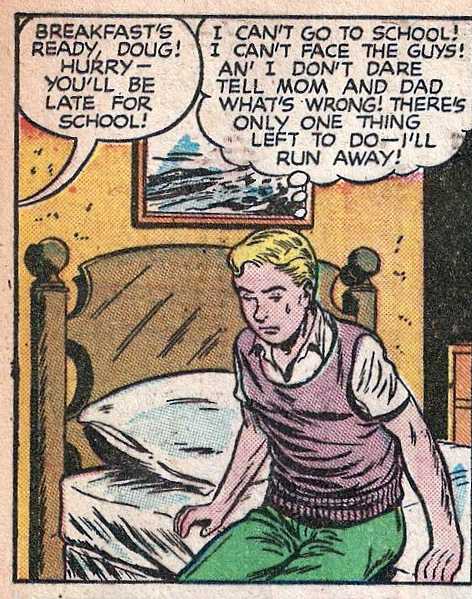 BREAKFAST'S
READY, DOUG!
HURRY—
YOU'LL BE
LATE FOR
SCHOOL!
I CAN'T GO TO SCHOOL!
I CAN'T FACE THE GUYS!
AN' I DON'T DARE
TELL MOM AND DAD
WHAT'S WRONG! THERE'S
ONLY ONE THING
LEFT TO DO—I'LL
RUN AWAY!